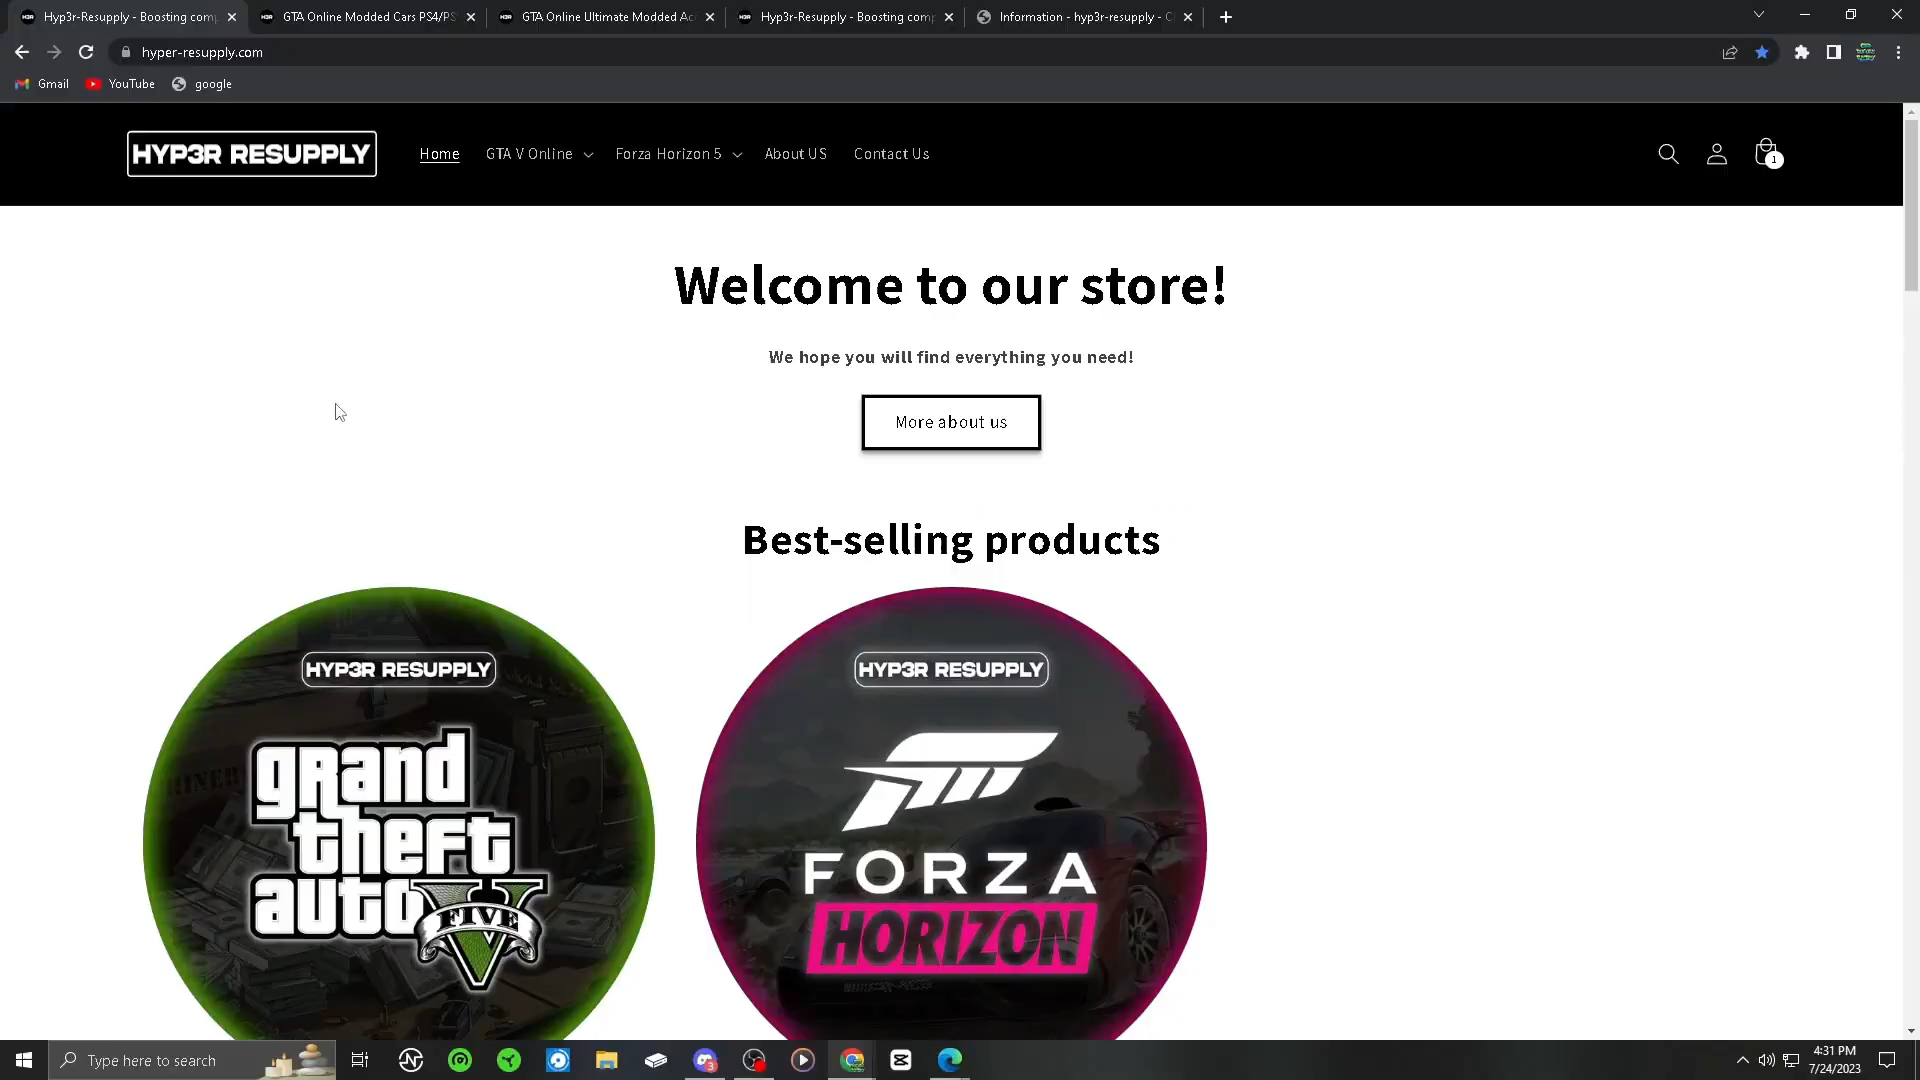 Hyp3r-Resupply - Boosting comp
GTA Online Modded Cars PS4/PS
GTA Online Ultimate Modded Ac
Hyp3r-Resupply - Boosting comp
Information - hyp3r-resupply - C
hyper-resupply.com
Gmail
YouTube
google
HYP3R RESUPPLY
Home
GTA V Online
Forza Horizon 5
About US
Contact Us
1
Welcome to our store!
We hope you will find everything you need!
More about us
Best-selling products
HYP3R RESUPPLY
HYP3R RESUPPLY
grand
theft
auto
FIVE
V
FORZA
HORIZON
Type here to search
4:31 PM
7/24/2023